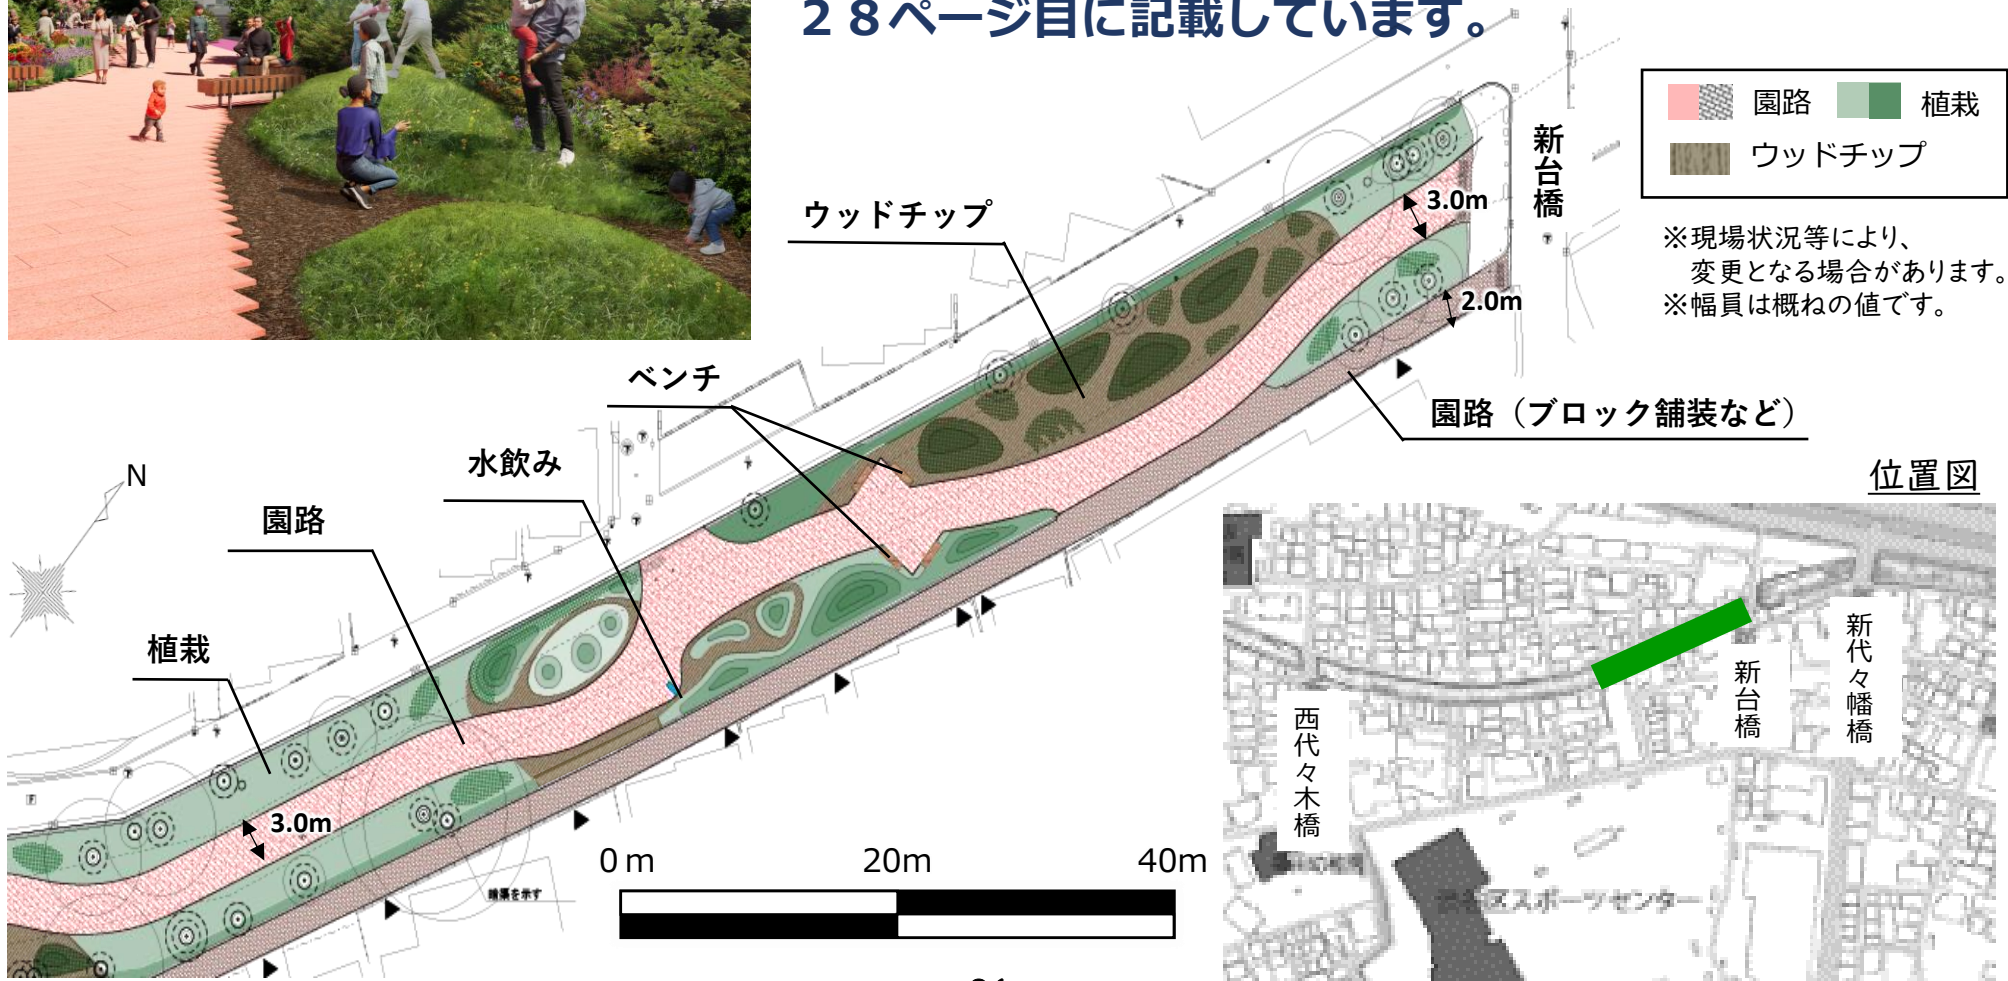 ２８ページ目に記載しています。
園路
植栽
ウッドチップ
※現場状況等により、
変更となる場合があります。
※幅員は概ねの値です。
新台橋
3.0m
2.0m
ウッドチップ
ベンチ
水飲み
園路
植栽
N
3.0m
園路（ブロック舗装など）
0 m
20m
40m
位置図
西代々木橋
新台橋
新代々幡橋
スポーツセンター